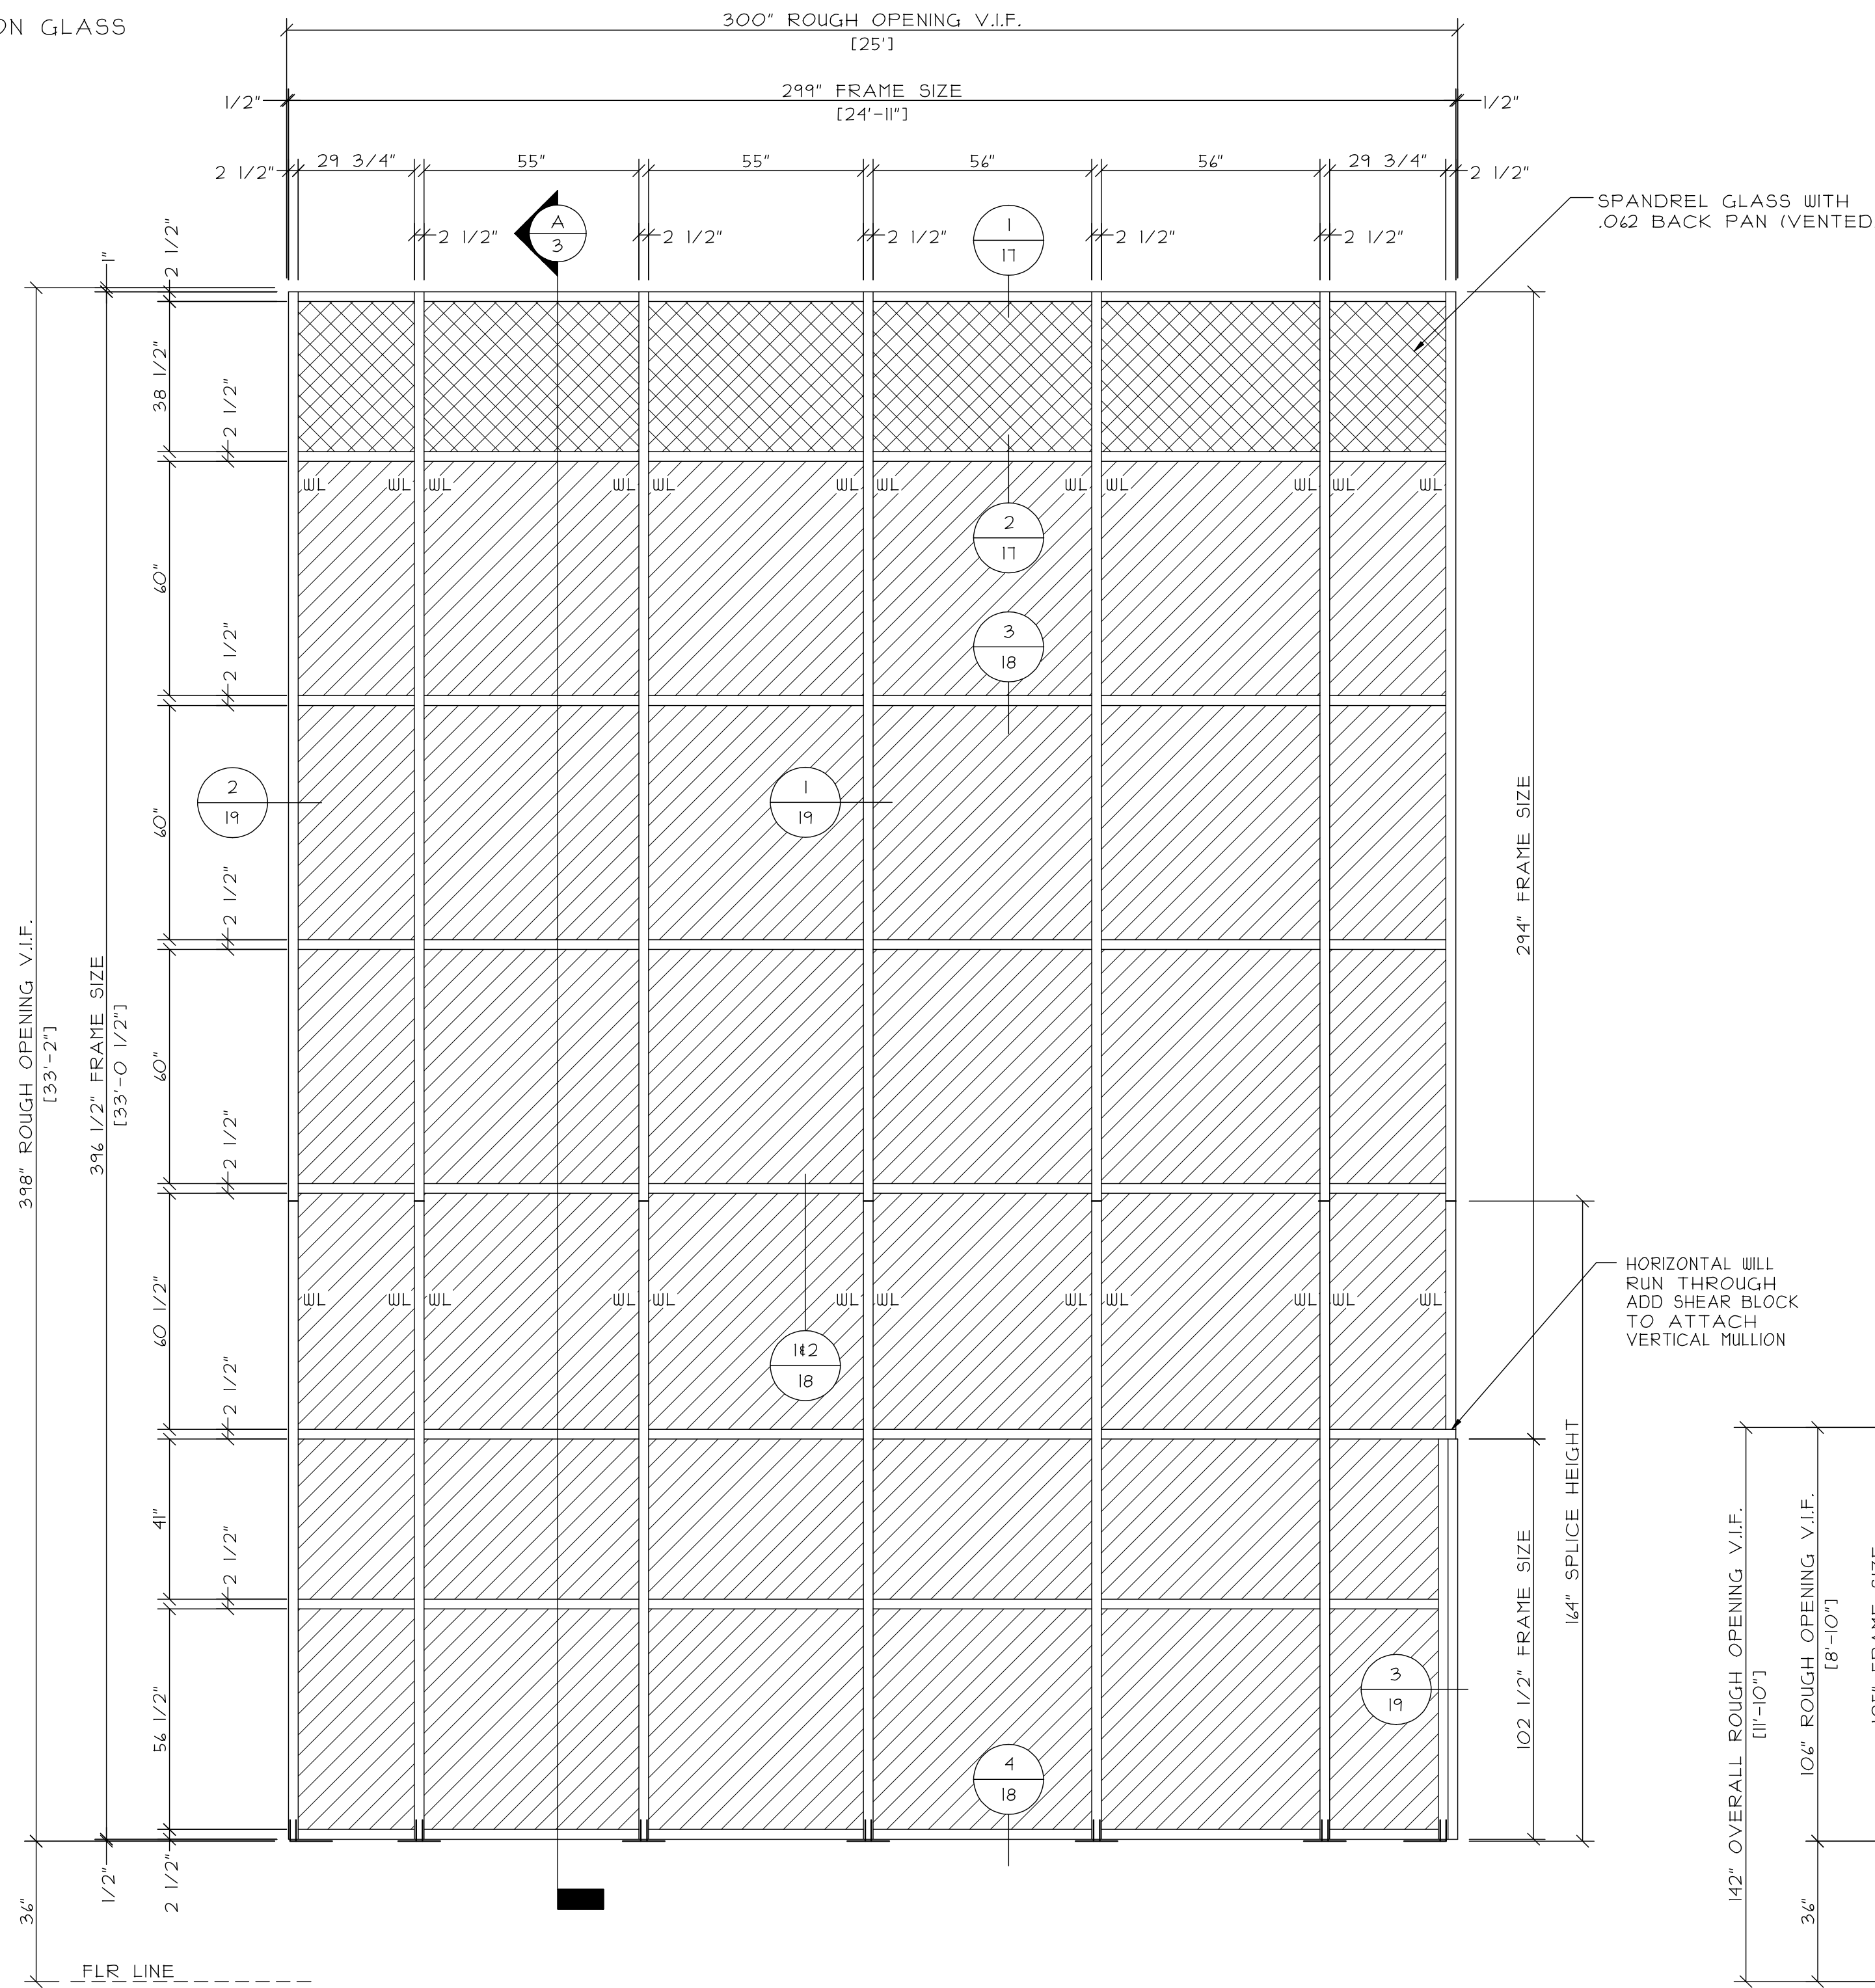 ON GLASS
300" ROUGH OPENING V.I.F.
[25']
299" FRAME SIZE
[24'-11"]
1/2"
1/2"
2 1/2"
29 3/4"
55"
55"
56"
56"
29 3/4"
2 1/2"
2 1/2"
2 1/2"
2 1/2"
2 1/2"
2 1/2"
A
3
1
17
SPANDREL GLASS WITH
.062 BACK PAN (VENTED
1"
2 1/2"
38 1/2"
2 1/2"
60"
2 1/2"
60"
2 1/2"
60"
2 1/2"
60 1/2"
2 1/2"
41"
2 1/2"
56 1/2"
2 1/2"
1/2"
36"
398" ROUGH OPENING V.I.F.
[33'-2"]
396 1/2" FRAME SIZE
[33'-0 1/2"]
WL WL WL WL WL WL WL WL WL WL WL WL
2
17
3
18
2
19
1
19
294" FRAME SIZE
HORIZONTAL WILL
RUN THROUGH
ADD SHEAR BLOCK
TO ATTACH
VERTICAL MULLION
WL WL WL WL WL WL WL WL WL WL WL WL
1&2
18
3
19
4
18
102 1/2" FRAME SIZE
164" SPLICE HEIGHT
142" OVERALL ROUGH OPENING V.I.F.
[11'-10"]
106" ROUGH OPENING V.I.F.
[8'-10"]
36"
FLR LINE